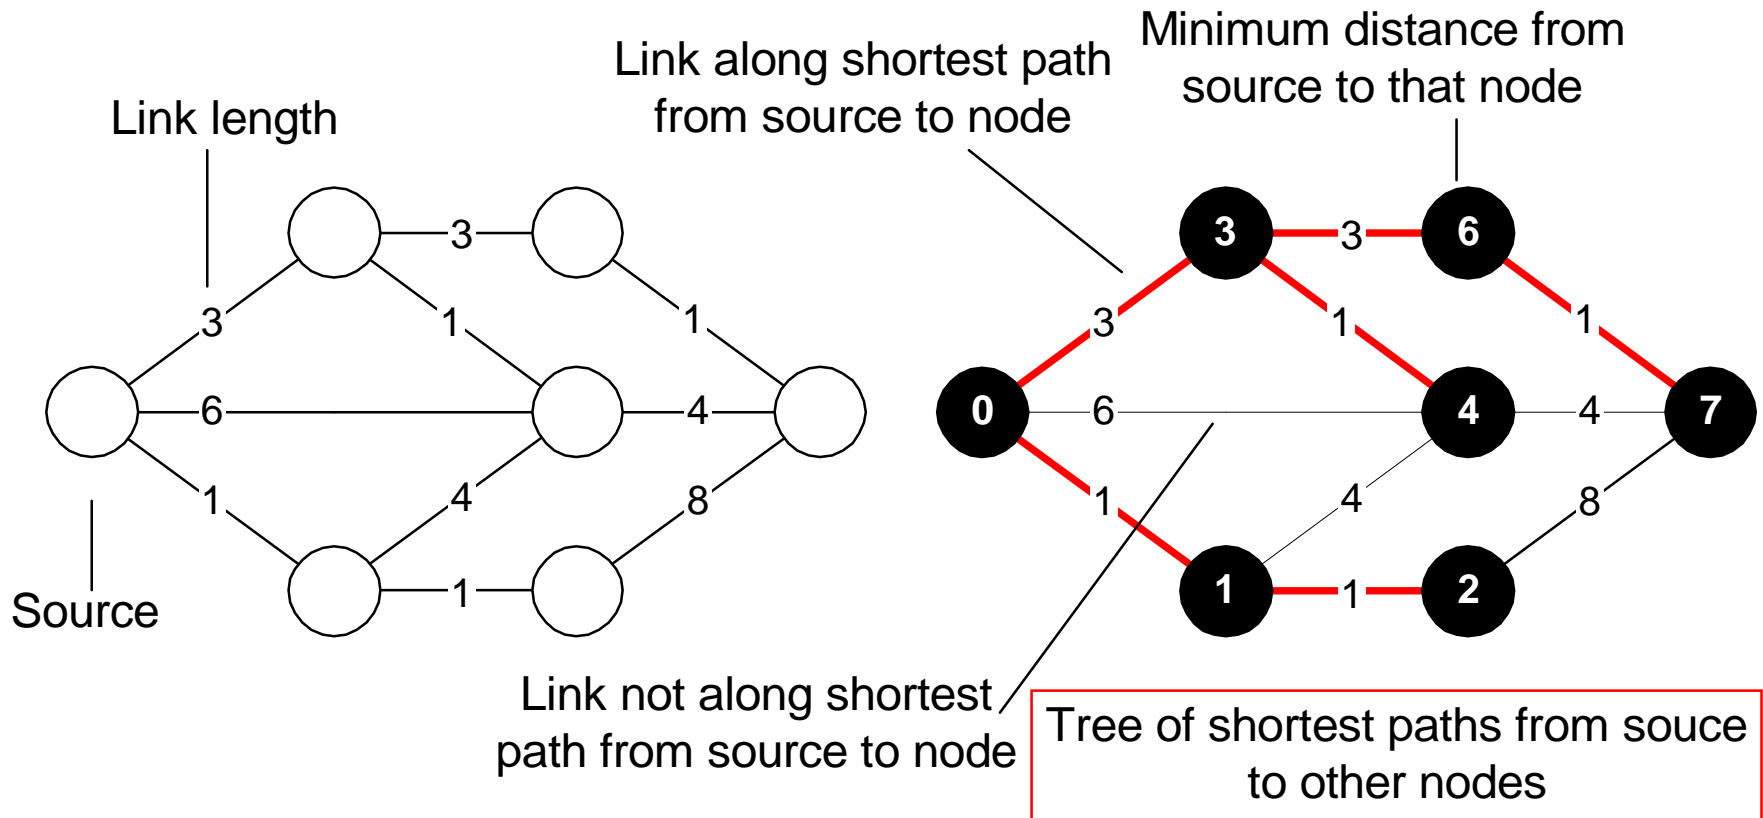 Link length
Link along shortest path
from source to node
Minimum distance from
source to that node
3
3
1
1
6
4
1
4
8
1
Source
3
3
6
3
1
1
0
6
4
4
7
1
4
8
1
1
2
Link not along shortest
path from source to node
Tree of shortest paths from souce
to other nodes